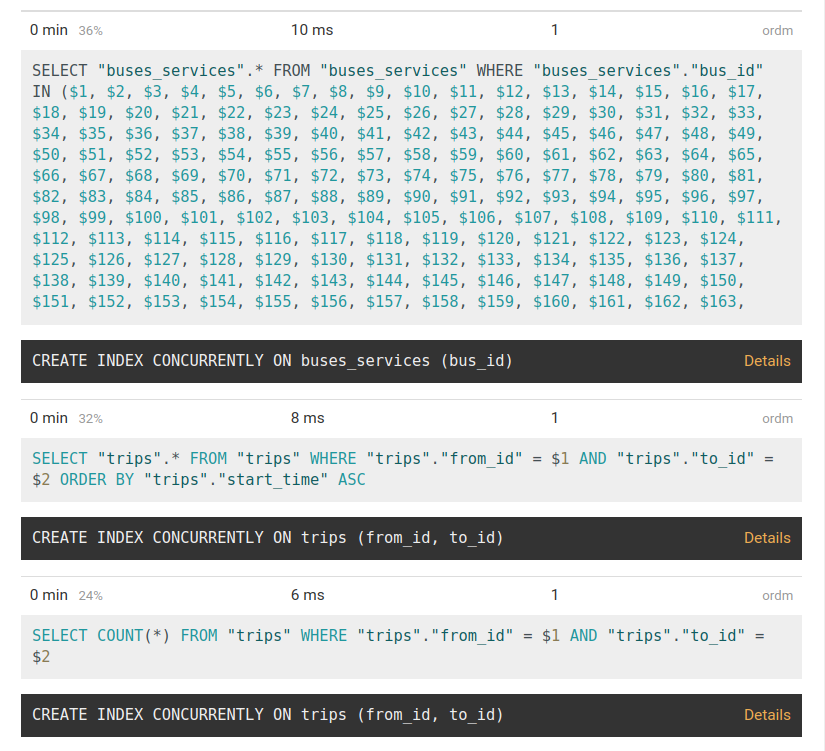 0 min 36% 10 ms 1 ordm
SELECT "buses_services".* FROM "buses_services" WHERE "buses_services"."bus_id"
IN ($1, $2, $3, $4, $5, $6, $7, $8, $9, $10, $11, $12, $13, $14, $15, $16, $17,
$18, $19, $20, $21, $22, $23, $24, $25, $26, $27, $28, $29, $30, $31, $32, $33,
$34, $35, $36, $37, $38, $39, $40, $41, $42, $43, $44, $45, $46, $47, $48, $49,
$50, $51, $52, $53, $54, $55, $56, $57, $58, $59, $60, $61, $62, $63, $64, $65,
$66, $67, $68, $69, $70, $71, $72, $73, $74, $75, $76, $77, $78, $79, $80, $81,
$82, $83, $84, $85, $86, $87, $88, $89, $90, $91, $92, $93, $94, $95, $96, $97,
$98, $99, $100, $101, $102, $103, $104, $105, $106, $107, $108, $109, $110, $111,
$112, $113, $114, $115, $116, $117, $118, $119, $120, $121, $122, $123, $124,
$125, $126, $127, $128, $129, $130, $131, $132, $133, $134, $135, $136, $137,
$138, $139, $140, $141, $142, $143, $144, $145, $146, $147, $148, $149, $150,
$151, $152, $153, $154, $155, $156, $157, $158, $159, $160, $161, $162, $163,
CREATE INDEX CONCURRENTLY ON buses_services (bus_id) Details
0 min 32% 8 ms 1 ordm
SELECT "trips".* FROM "trips" WHERE "trips"."from_id" = $1 AND "trips"."to_id" =
$2 ORDER BY "trips"."start_time" ASC
CREATE INDEX CONCURRENTLY ON trips (from_id, to_id) Details
0 min 24% 6 ms 1 ordm
SELECT COUNT(*) FROM "trips" WHERE "trips"."from_id" = $1 AND "trips"."to_id" =
$2
CREATE INDEX CONCURRENTLY ON trips (from_id, to_id) Details